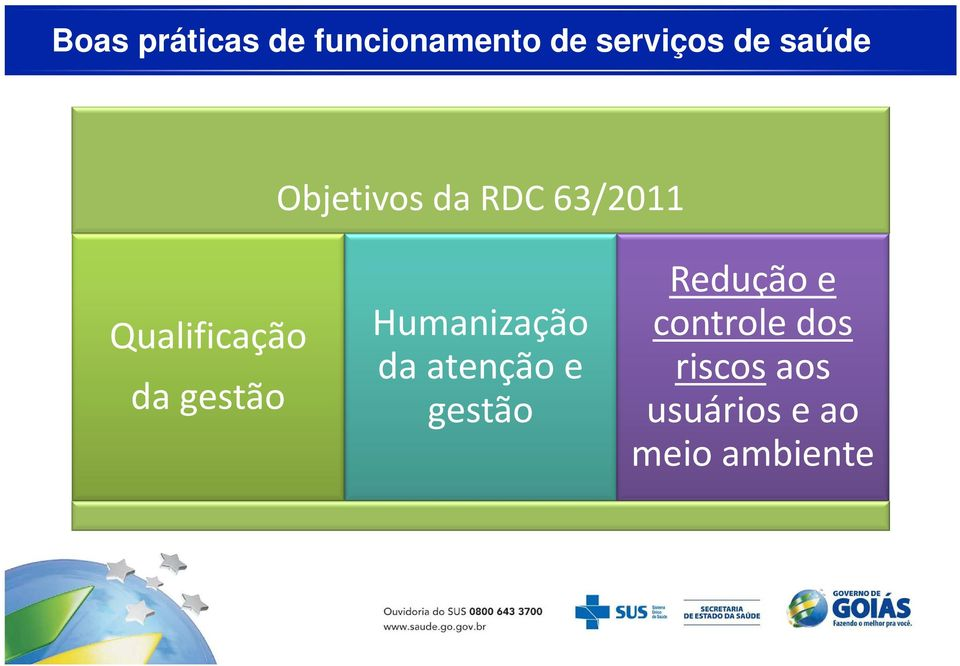 Boas práticas de funcionamento de serviços de saúde
Objetivos da RDC 63/2011
Qualificação
da gestão
Humanização
da atenção e
gestão
Redução e
controle dos
riscos aos
usuários e ao
meio ambiente
Ouvidoria do SUS 0800 643 3700
www.saude.go.gov.br
SUS
Sistema
Único
de Saúde
SECRETARIA
DE ESTADO DA SAÚDE
GOVERNO DE
GOIÁS
Fazendo o melhor pra você.